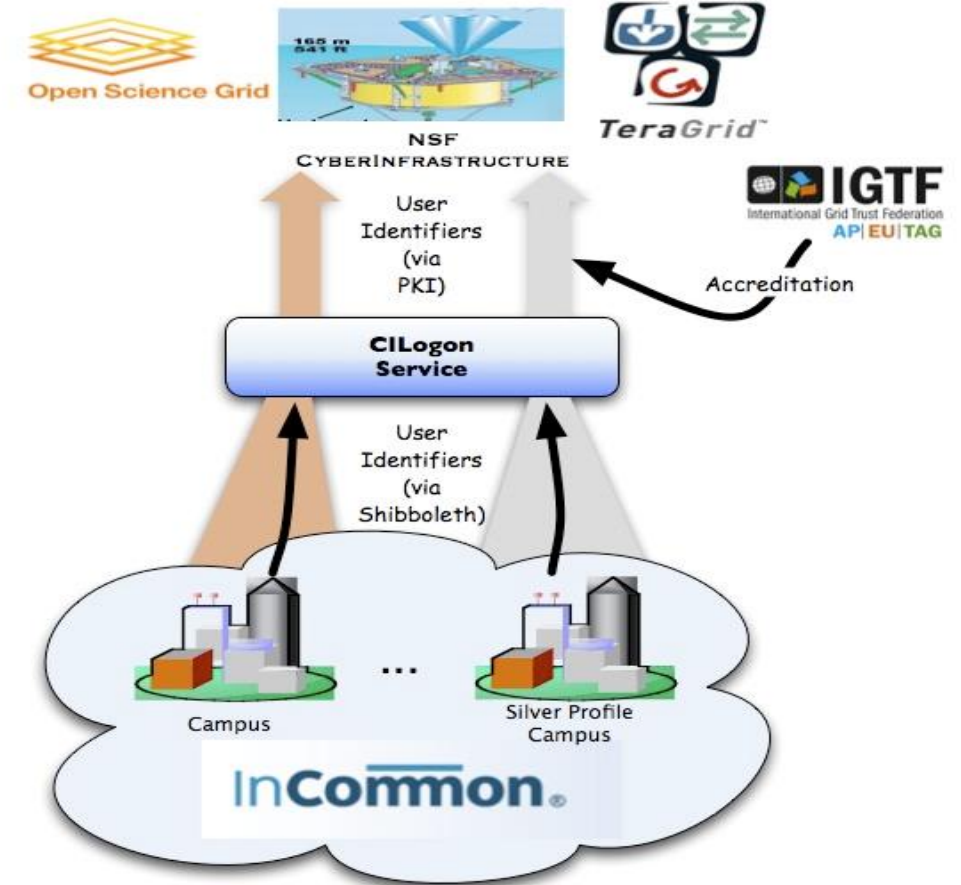 Open Science Grid
165 m
541 ft
TeraGrid™
NSF
CYBERINFRASTRUCTURE
IGTF
International Grid Trust Federation
AP|EU|TAG
User
Identifiers
(via
PKI)
Accreditation
CILogon
Service
User
Identifiers
(via
Shibboleth)
...
Campus
Silver Profile
Campus
InCommon®